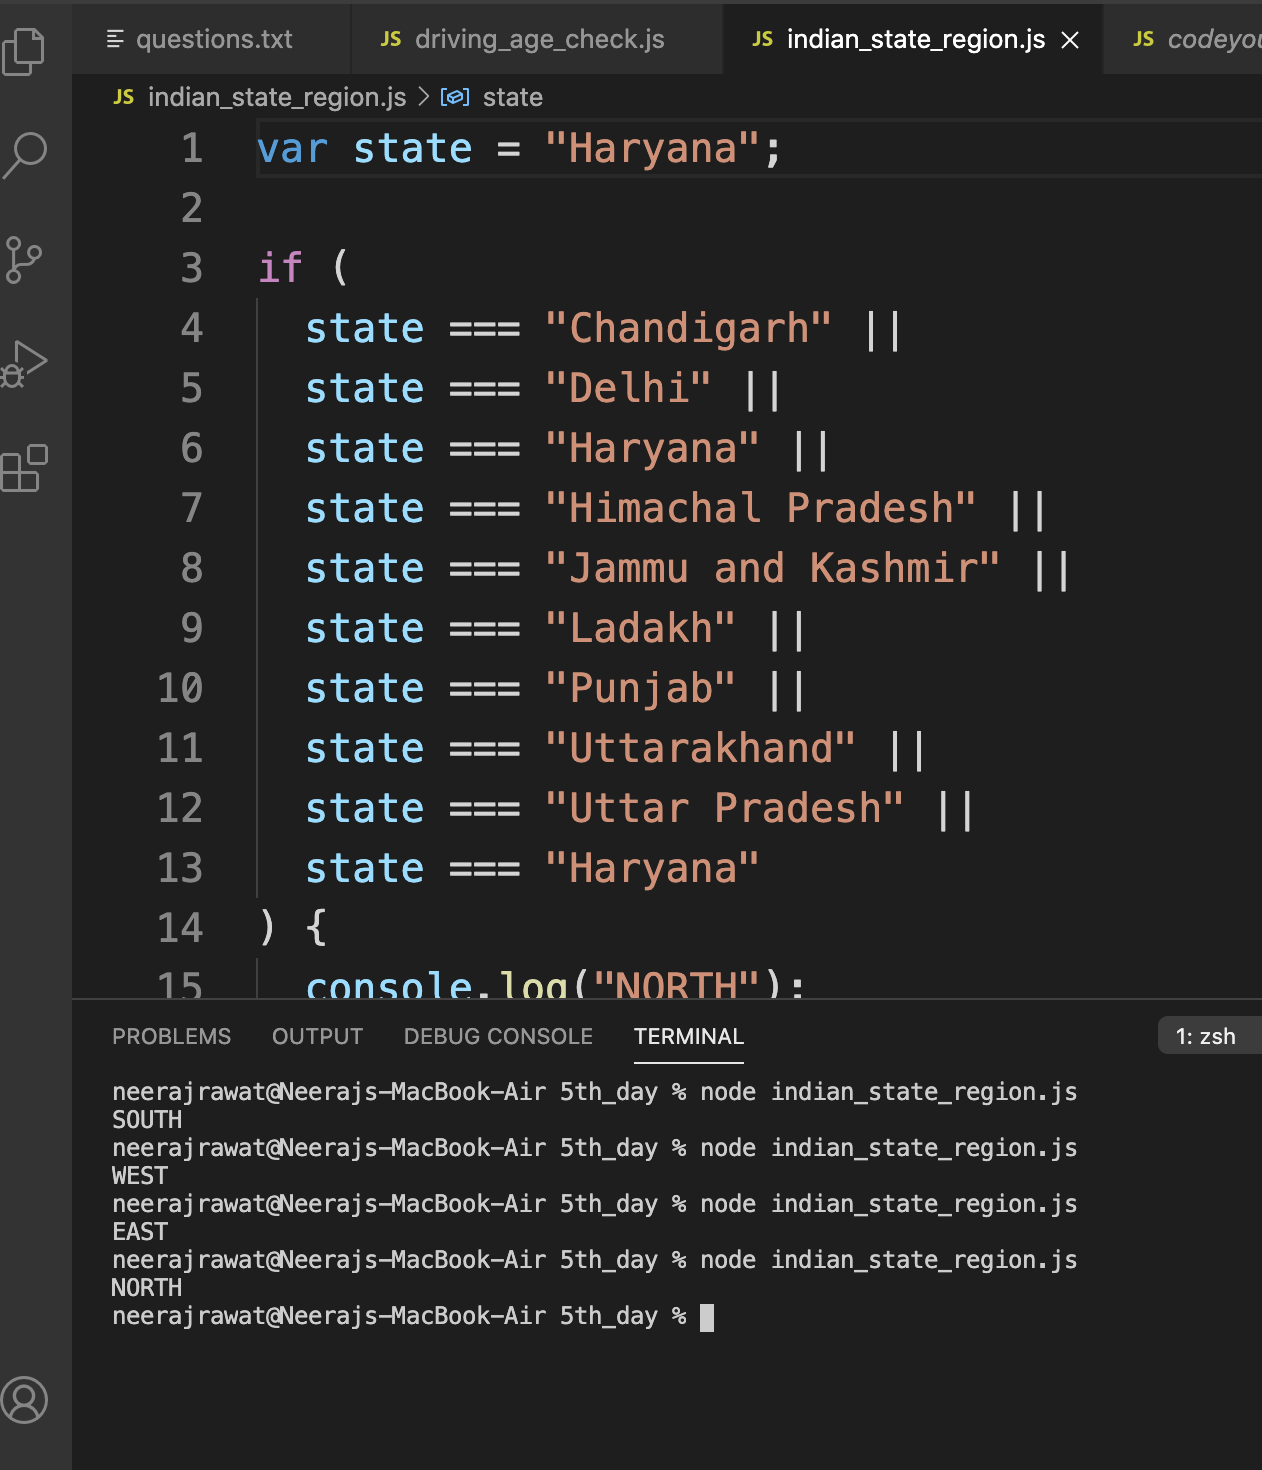 questions.txt
JS driving_age_check.js
JS indian_state_region.js
JS
JS indian_state_region.js > state
1 var state = "Haryana";
2
3 if (
4 state === "Chandigarh" ||
5 state === "Delhi" ||
6 state === "Haryana" ||
7 state === "Himachal Pradesh" ||
8 state === "Jammu and Kashmir" ||
9 state === "Ladakh" ||
10 state === "Punjab" ||
11 state === "Uttarakhand" ||
12 state === "Uttar Pradesh" ||
13 state === "Haryana"
14 ) {
15 console.log("NORTH");
PROBLEMS OUTPUT DEBUG CONSOLE TERMINAL 1: zsh
neerajrawat@Neerajs-MacBook-Air 5th_day % node indian_state_region.js
SOUTH
neerajrawat@Neerajs-MacBook-Air 5th_day % node indian_state_region.js
WEST
neerajrawat@Neerajs-MacBook-Air 5th_day % node indian_state_region.js
EAST
neerajrawat@Neerajs-MacBook-Air 5th_day % node indian_state_region.js
NORTH
neerajrawat@Neerajs-MacBook-Air 5th_day %